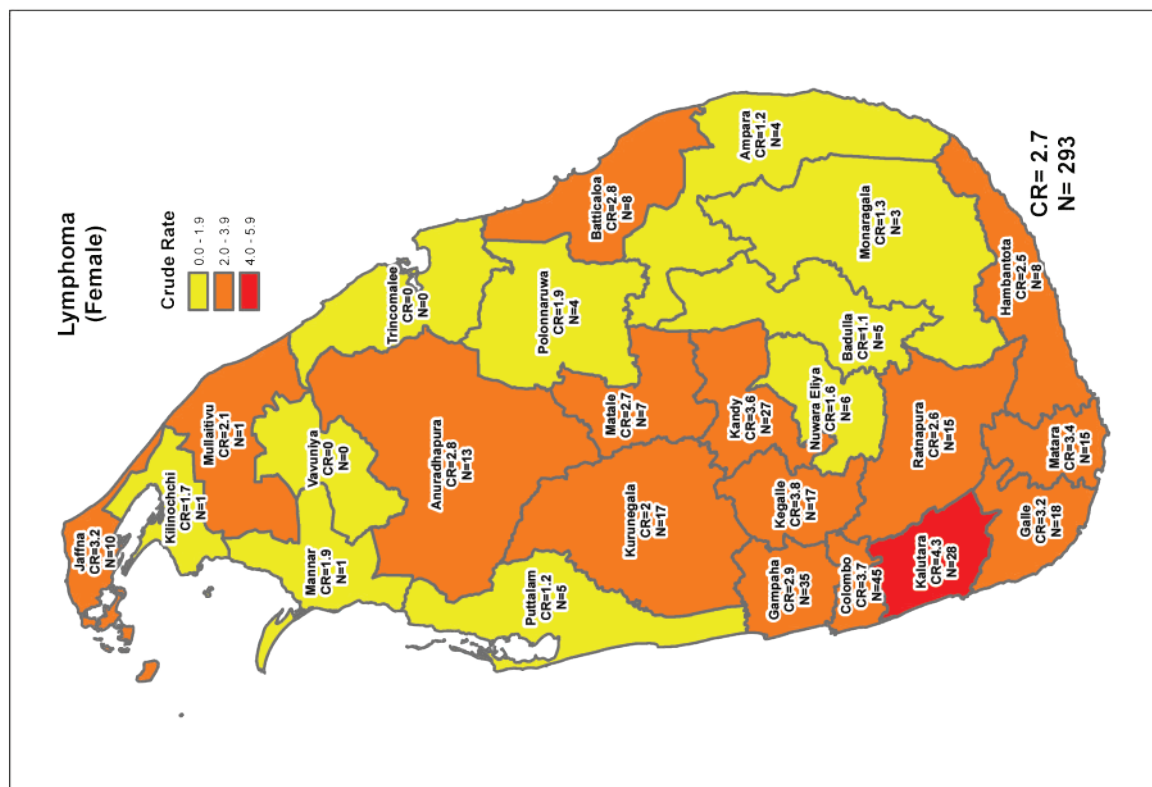 Lymphoma
(Female)
Crude Rate
0.0 - 1.9
2.0 - 3.9
4.0 - 5.9
Jaffna
CR=3.2
N=10
Kilinochchi
CR=1.7
N=1
Mullaitivu
CR=2.1
N=1
Mannar
CR=1.9
N=1
Vavuniya
CR=0
N=0
Trincomalee
CR=0
N=0
Anuradhapura
CR=2.8
N=13
Puttalam
CR=1.2
N=5
Polonnaruwa
CR=1.9
N=4
Batticaloa
CR=2.8
N=8
Kurunegala
CR=2
N=17
Matale
CR=2.7
N=7
Kandy
CR=3.6
N=27
Ampara
CR=1.2
N=4
Gampaha
CR=2.9
N=35
Kegalle
CR=3.8
N=17
Nuwara Eliya
CR=1.6
N=6
Badulla
CR=1.1
N=5
Monaragala
CR=1.3
N=3
Colombo
CR=3.7
N=45
Kalutara
CR=4.3
N=28
Ratnapura
CR=2.6
N=15
Hambantota
CR=2.5
N=8
Galle
CR=3.2
N=18
Matara
CR=3.4
N=15
CR= 2.7
N= 293